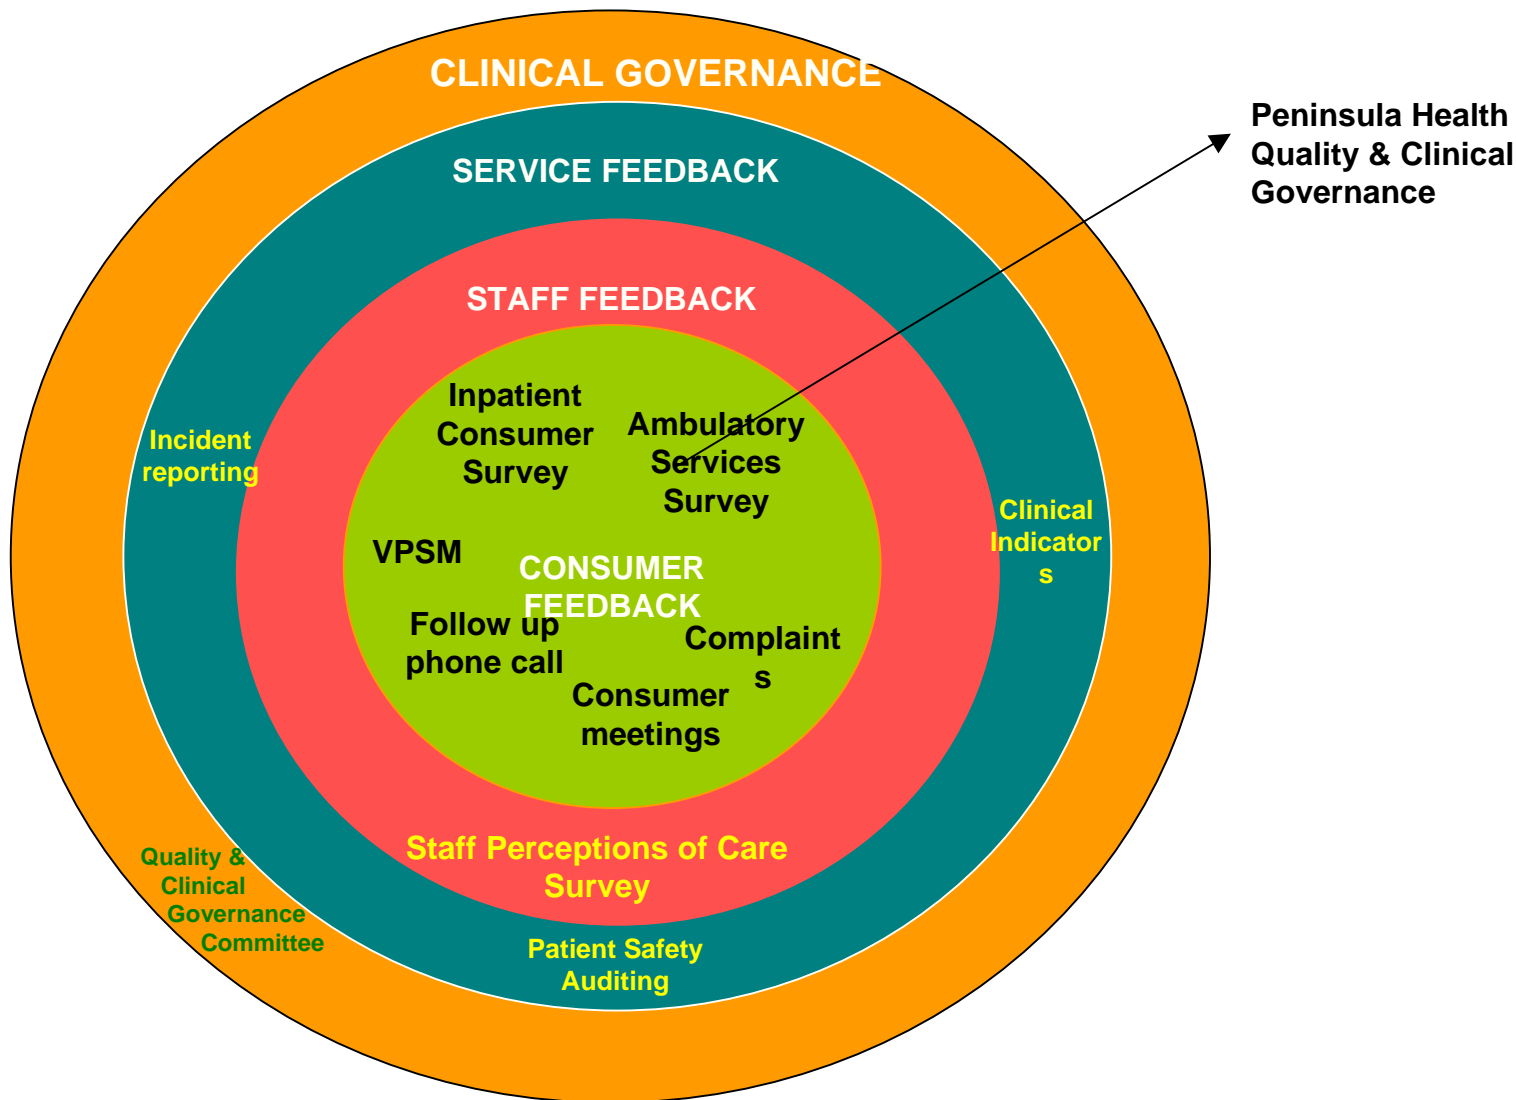 CLINICAL GOVERNANCE
Peninsula Health
Quality & Clinical
Governance
SERVICE FEEDBACK
STAFF FEEDBACK
Inpatient
Consumer
Survey
Ambulatory
Services
Survey
Incident
reporting
Clinical
Indicator
s
VPSM
CONSUMER
FEEDBACK
Follow up
phone call
Complaint
s
Consumer
meetings
Staff Perceptions of Care
Survey
Quality &
Clinical
Governance
Committee
Patient Safety
Auditing